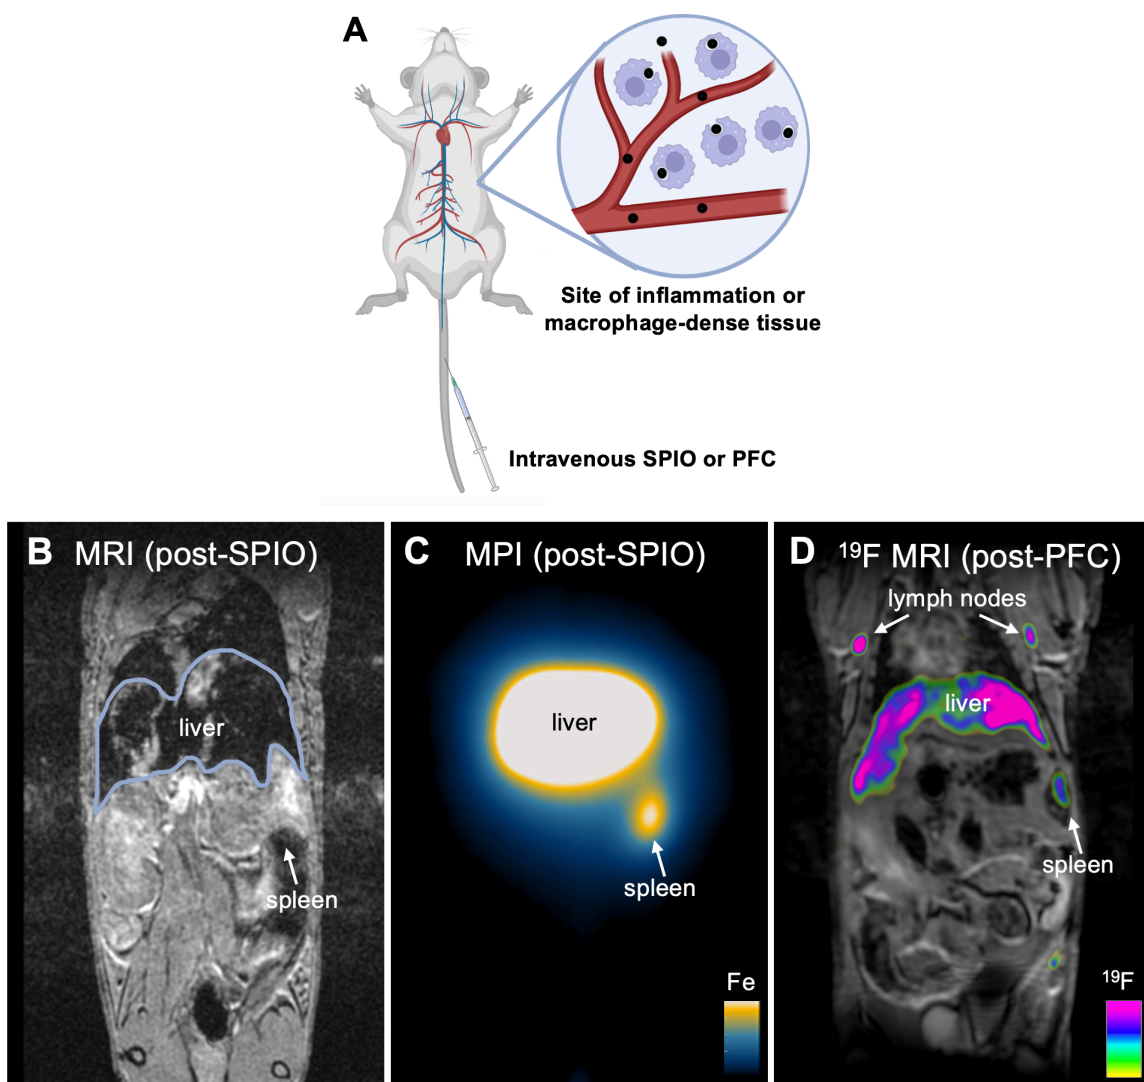 A
Site of inflammation or
macrophage-dense tissue
Intravenous SPIO or PFC
B MRI (post-SPIO)
liver
spleen
C MPI (post-SPIO)
liver
spleen
Fe
D ¹⁹F MRI (post-PFC)
lymph nodes
liver
spleen
¹⁹F